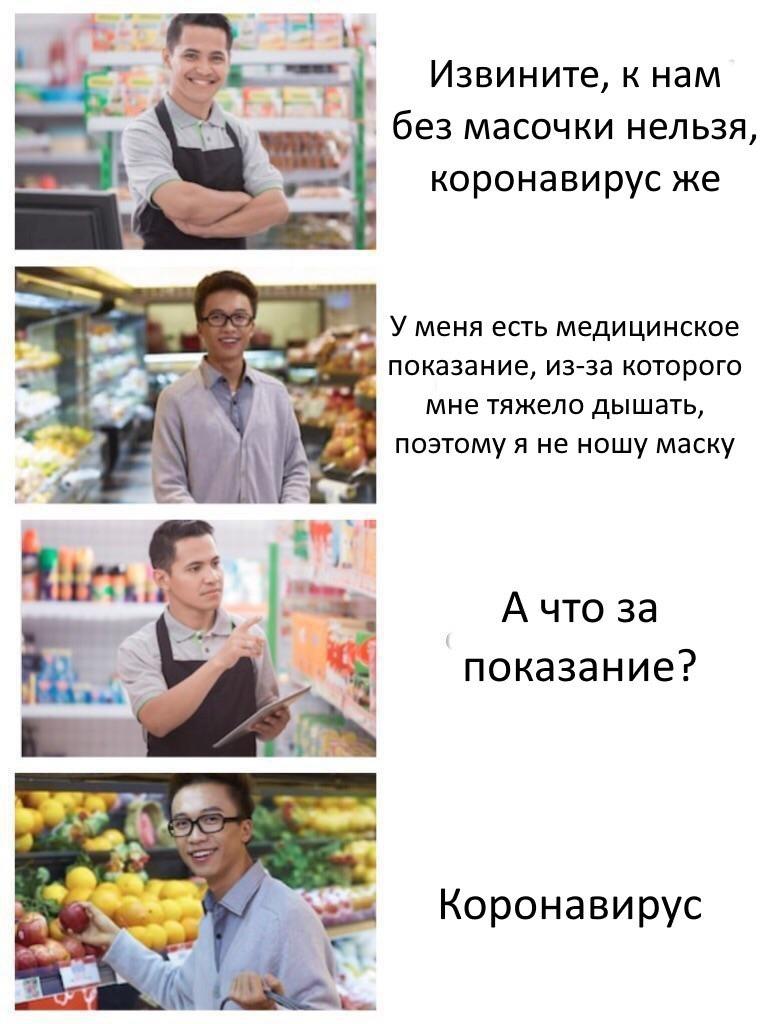 Извините, к нам
без масочки нельзя,
коронавирус же
У меня есть медицинское
показание, из-за которого
мне тяжело дышать,
поэтому я не ношу маску
А что за
показание?
Коронавирус